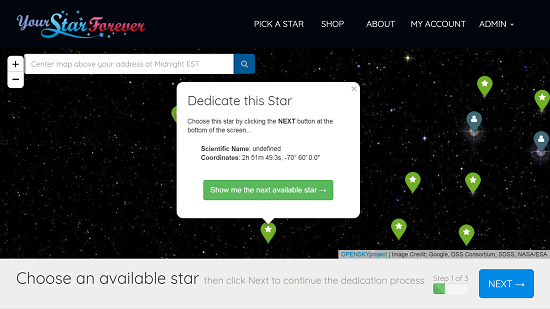 Your Star Forever
PICK A STAR SHOP ABOUT MY ACCOUNT ADMIN
+
−
Center map above your address at Midnight EST
×
Dedicate this Star
Choose this star by clicking the NEXT button at the
bottom of the screen...
Scientific Name: undefined
Coordinates: 2h 51m 49.3s, -70° 60' 0.0"
Show me the next available star →
OPENSKYproject | Image Credit: Google, DSS Consortium, SDSS, NASA/ESA
Choose an available star then click Next to continue the dedication process
Step 1 of 3
NEXT →